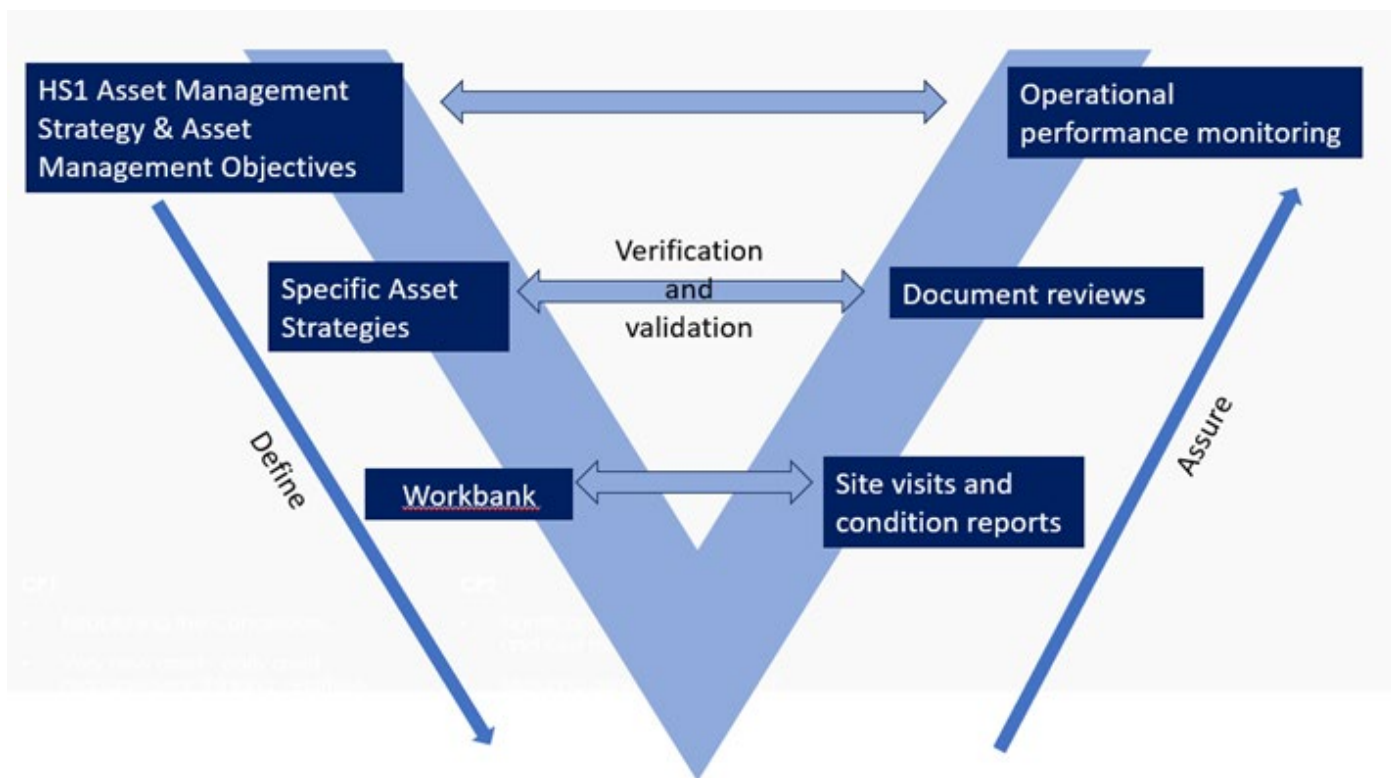 HS1 Asset Management
Strategy & Asset
Management Objectives
Operational
performance monitoring
Verification
and
validation
Specific Asset
Strategies
Document reviews
Define
Assure
Workbank
Site visits and
condition reports